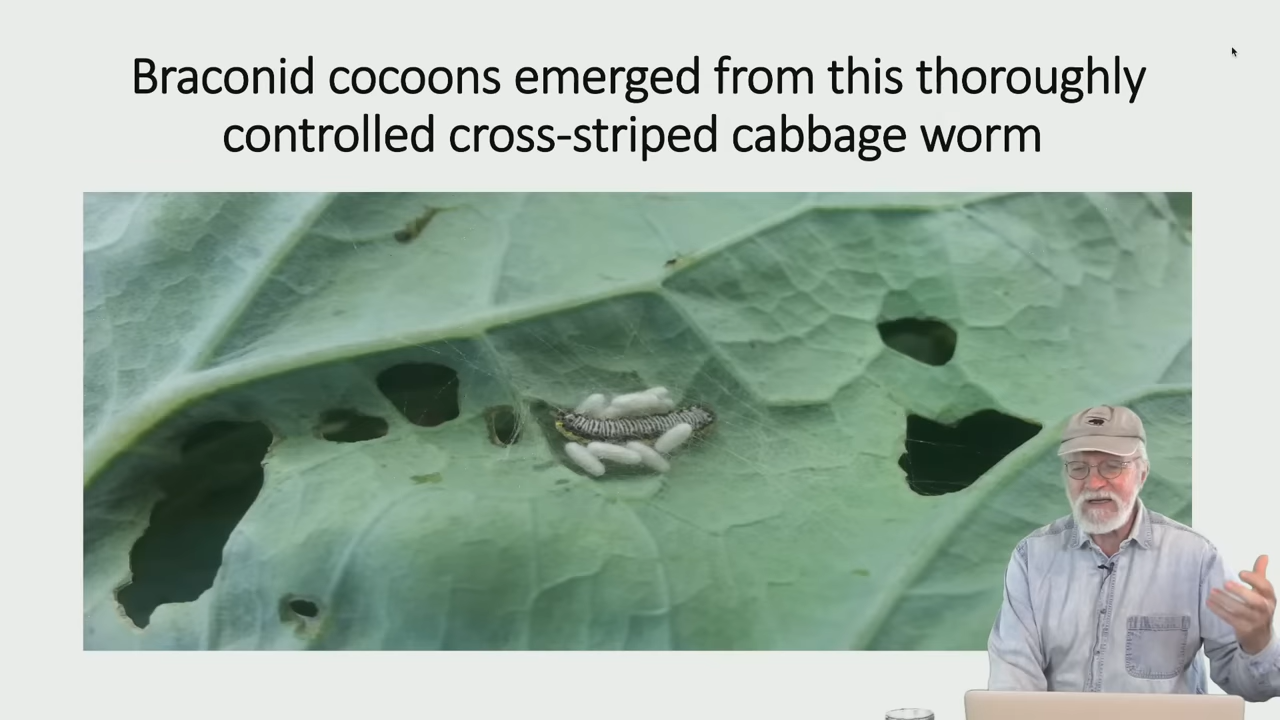 Braconid cocoons emerged from this thoroughly
controlled cross-striped cabbage worm